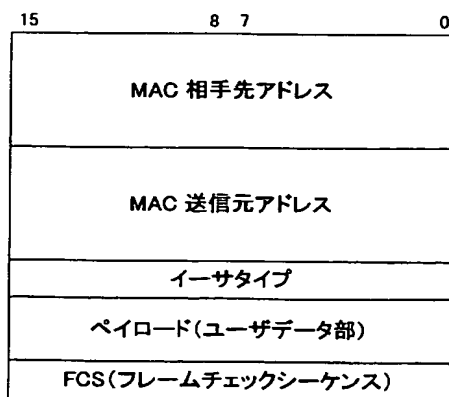 15 8 7 0
MAC 相手先アドレス
MAC 送信元アドレス
イーサタイプ
ペイロード(ユーザデータ部)
FCS(フレームチェックシーケンス)